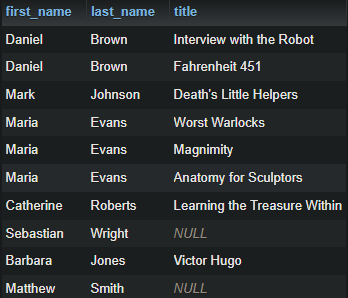 first_name last_name title
Daniel Brown Interview with the Robot
Daniel Brown Fahrenheit 451
Mark Johnson Death's Little Helpers
Maria Evans Worst Warlocks
Maria Evans Magnimity
Maria Evans Anatomy for Sculptors
Catherine Roberts Learning the Treasure Within
Sebastian Wright NULL
Barbara Jones Victor Hugo
Matthew Smith NULL